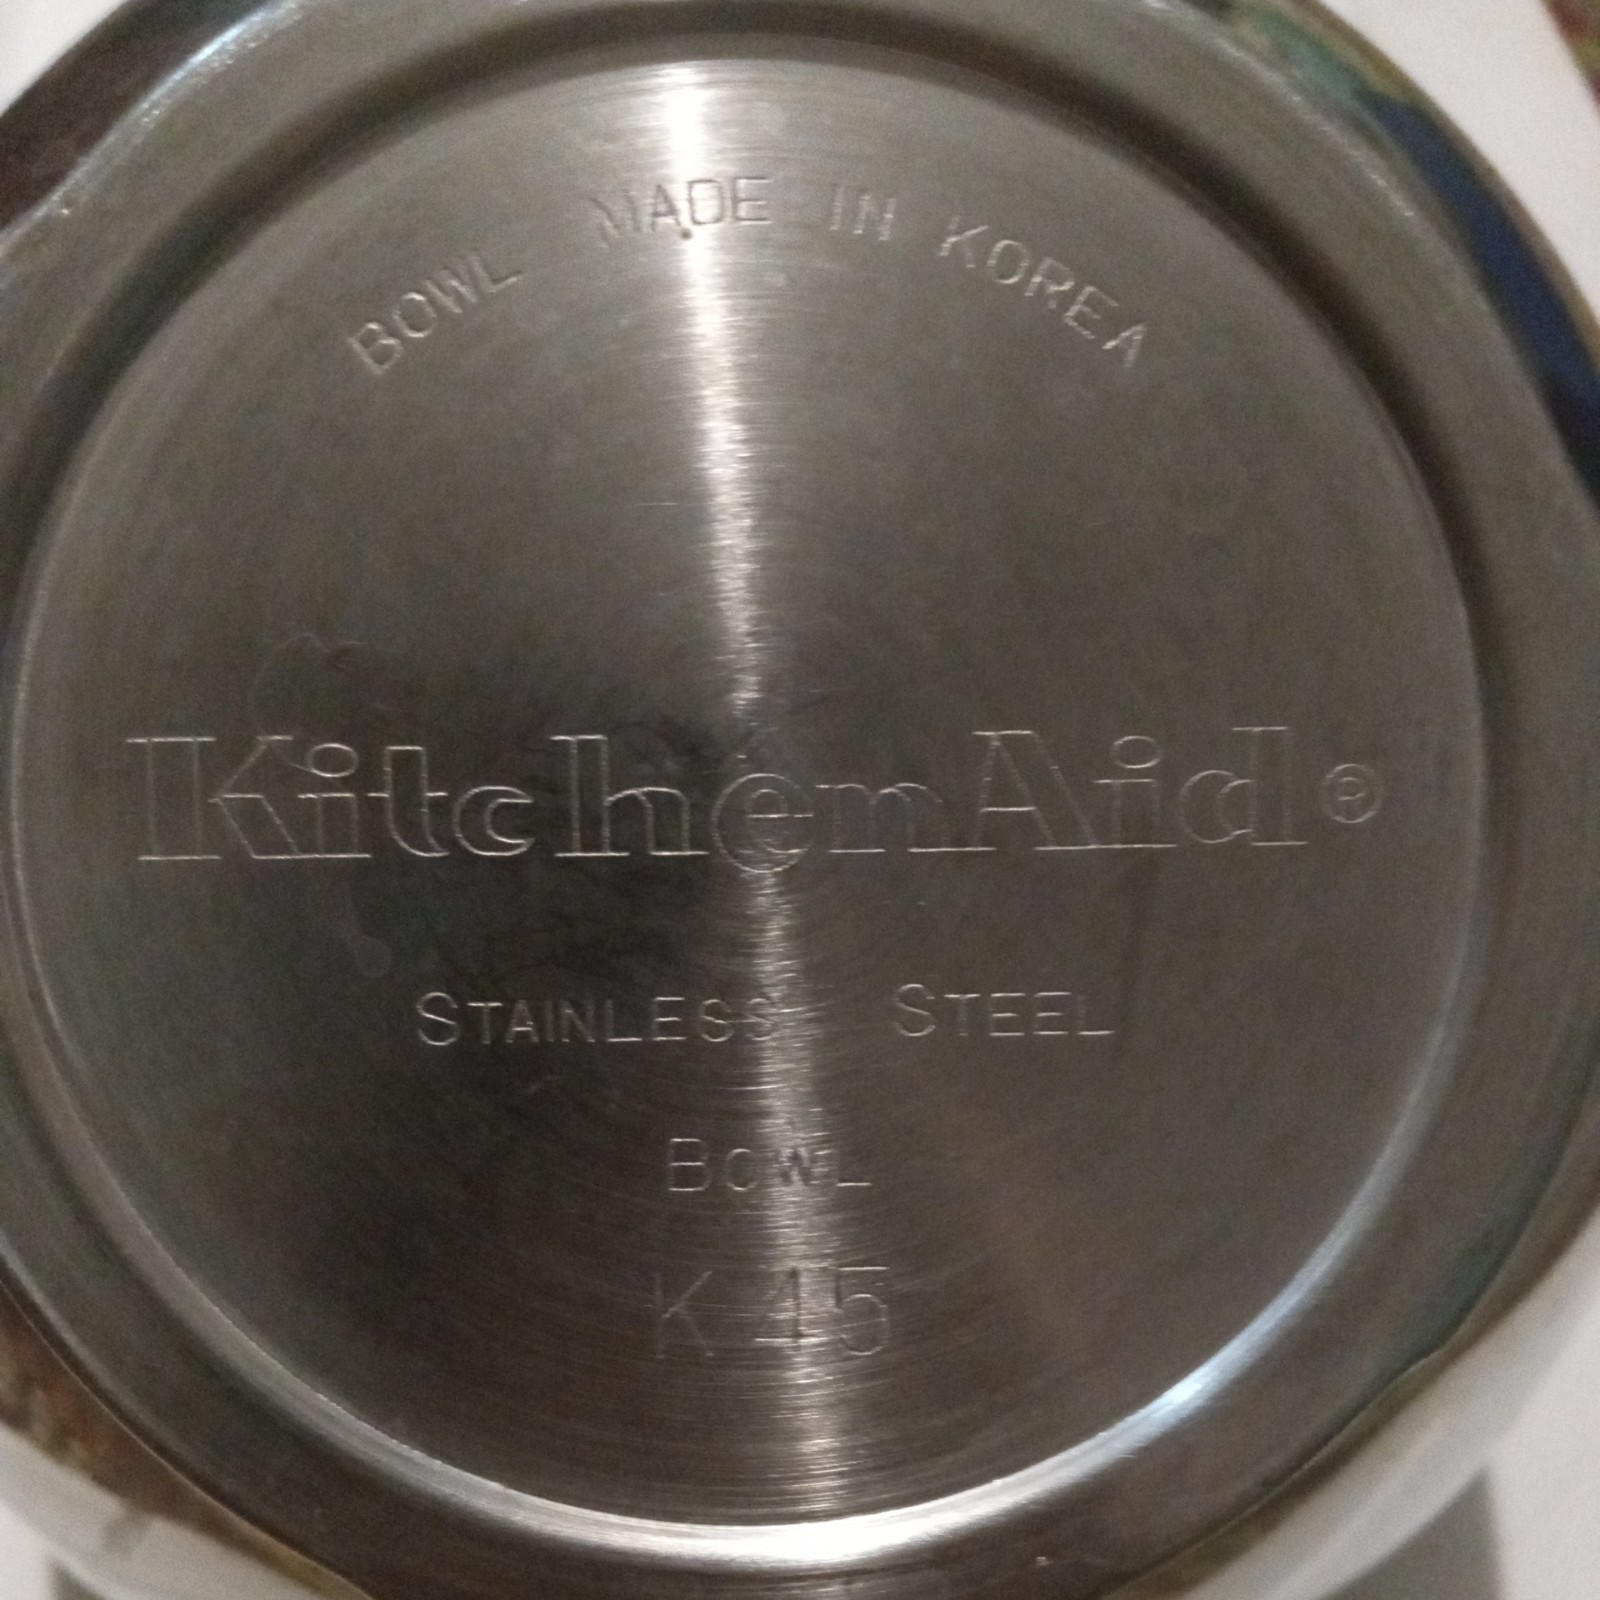 BOWL MADE IN KOREA
KitchenAid®
STAINLESS STEEL
BOWL
K45